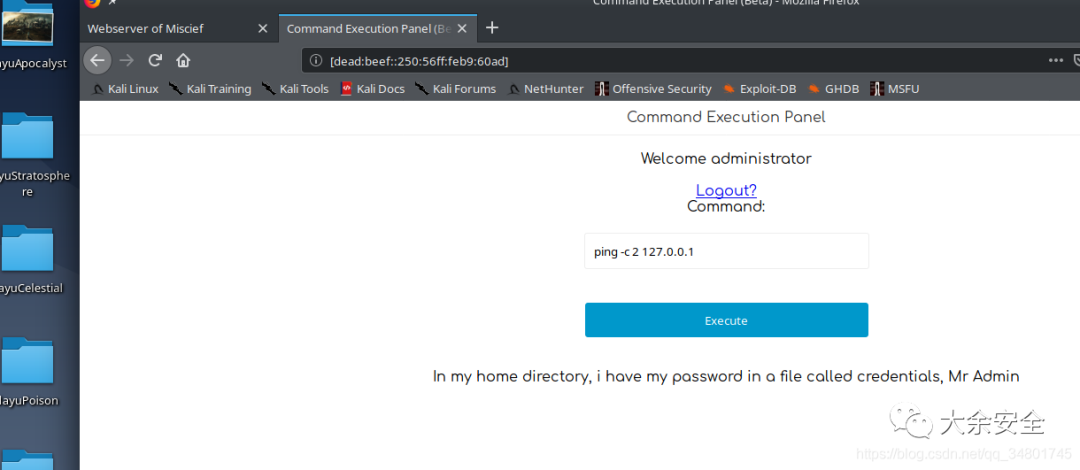 Command Execution Panel (Beta) - Mozilla Firefox
Webserver of Miscief
Command Execution Panel (Be
[dead:beef::250:56ff:feb9:60ad]
Kali Linux Kali Training Kali Tools Kali Docs Kali Forums NetHunter Offensive Security Exploit-DB GHDB MSFU
ayuApocalyst
yuStratosphe
re
ayuCelestial
ayuPoison
Command Execution Panel
Welcome administrator
Logout?
Command:
ping -c 2 127.0.0.1
Execute
In my home directory, i have my password in a file called credentials, Mr Admin
大余安全
https://blog.csdn.net/qq_34801745